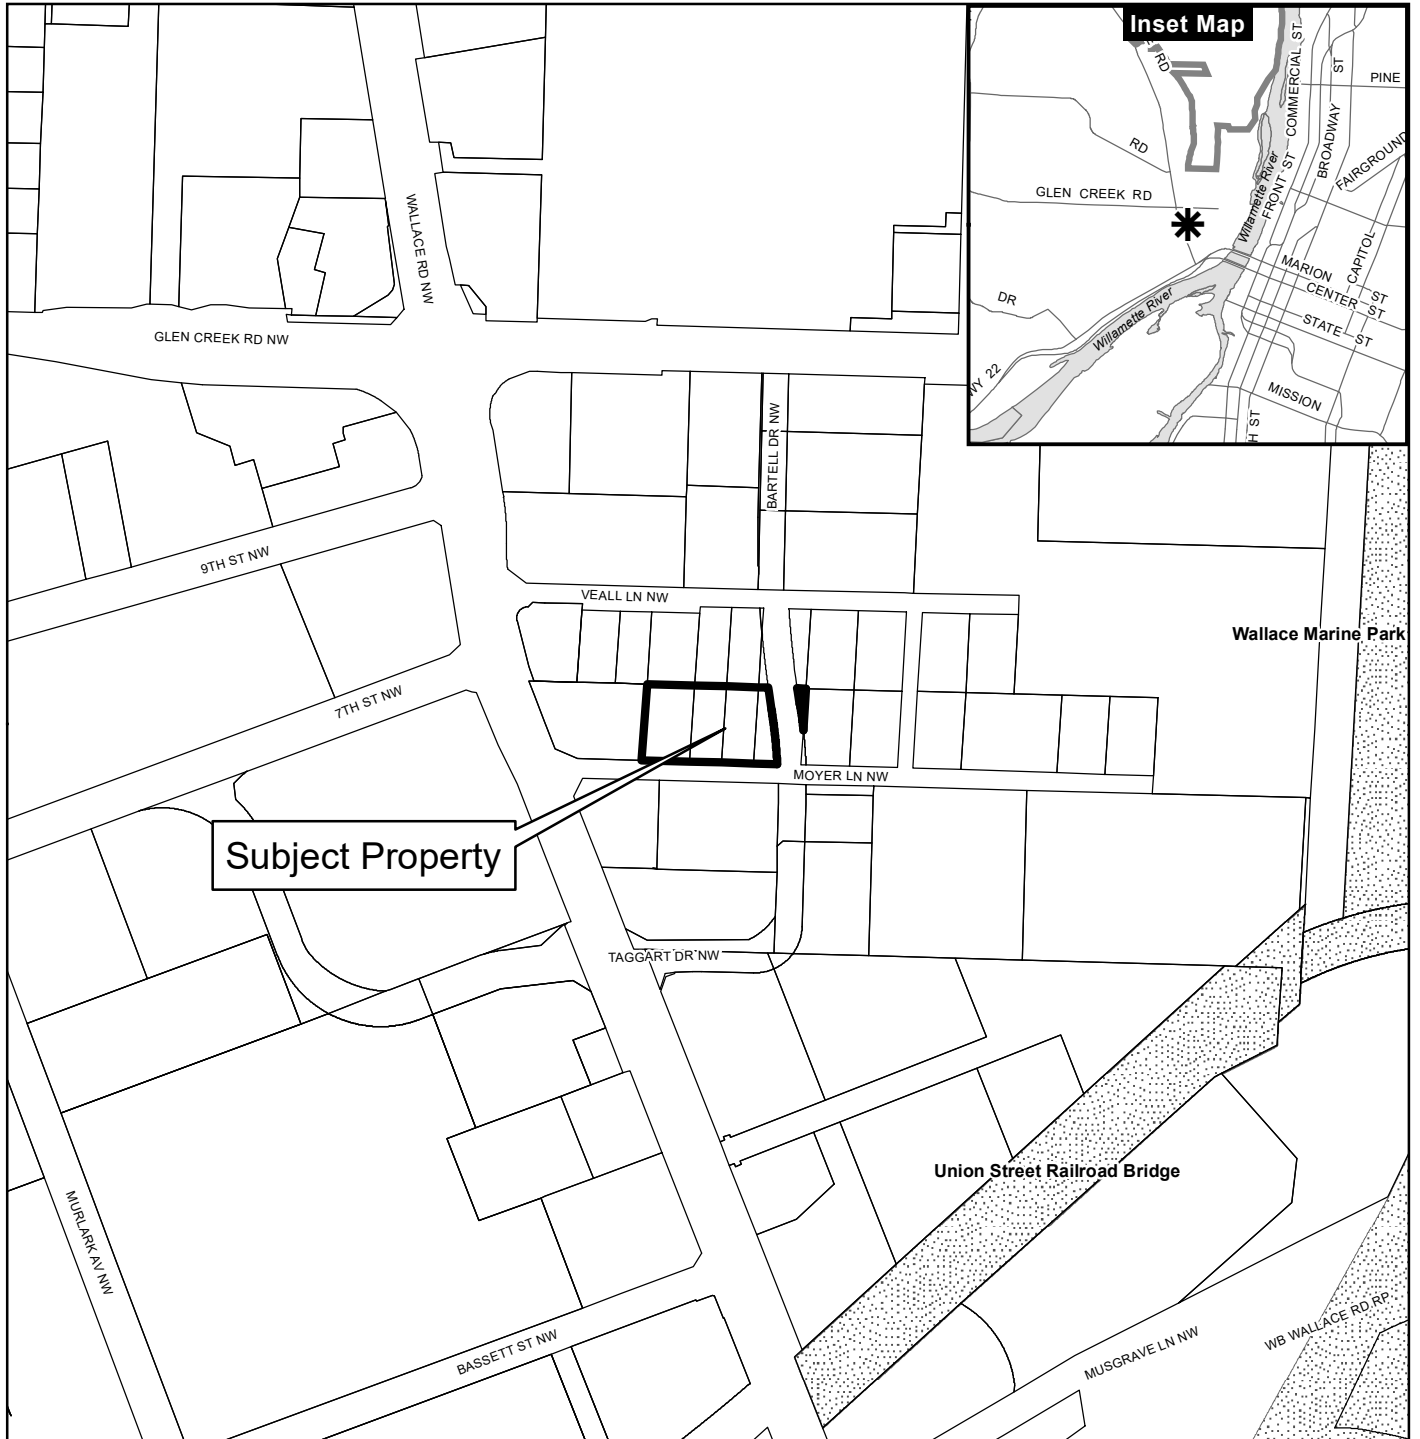 Inset Map
RD
COMMERCIAL ST
ST
PINE
BROADWAY
RD
FAIRGROUND
FRONT ST
Willamette River
GLEN CREEK RD
CAPITOL
MARION ST
CENTER ST
STATE ST
DR
Willamette River
WY 22
MISSION
H ST
WALLACE RD NW
GLEN CREEK RD NW
BARTELL DR NW
9TH ST NW
VEALL LN NW
Wallace Marine Park
7TH ST NW
MOYER LN NW
Subject Property
TAGGART DR NW
Union Street Railroad Bridge
MURLARK AV NW
BASSETT ST NW
MUSGRAVE LN NW
WB WALLACE RD RP